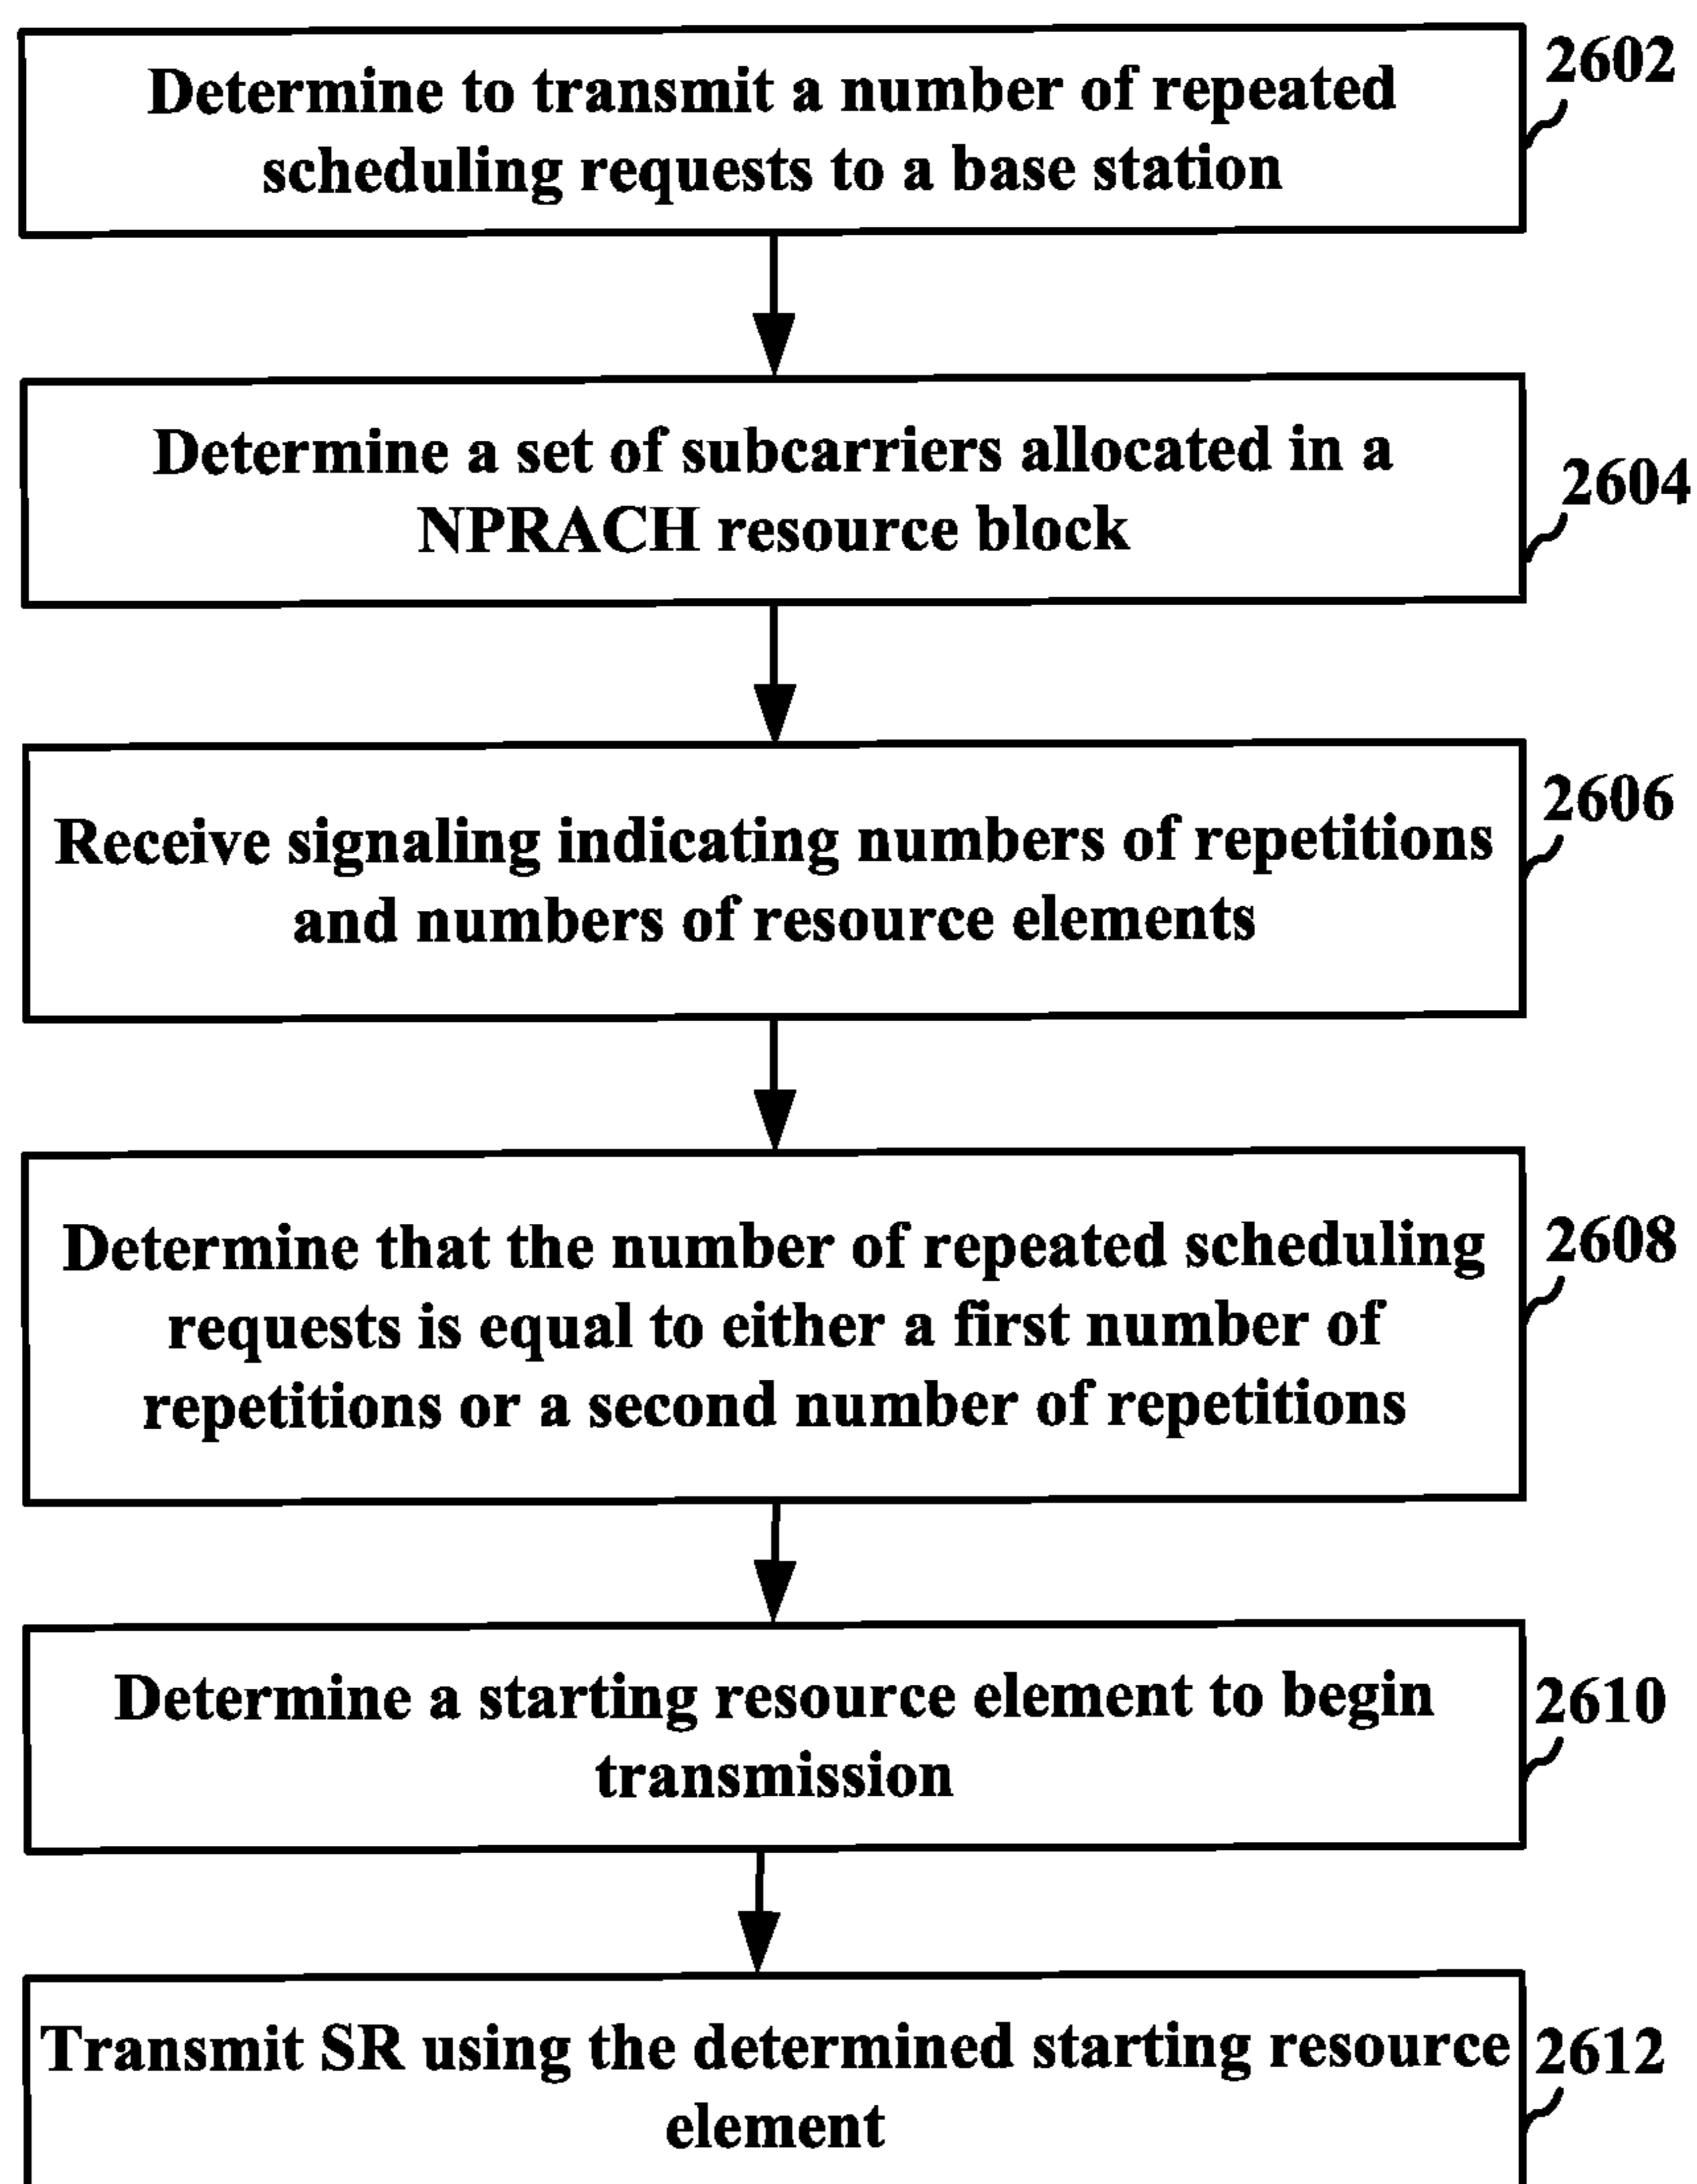 Determine to transmit a number of repeated
scheduling requests to a base station
2602
Determine a set of subcarriers allocated in a
NPRACH resource block
2604
Receive signaling indicating numbers of repetitions
and numbers of resource elements
2606
Determine that the number of repeated scheduling
requests is equal to either a first number of
repetitions or a second number of repetitions
2608
Determine a starting resource element to begin
transmission
2610
Transmit SR using the determined starting resource
element
2612